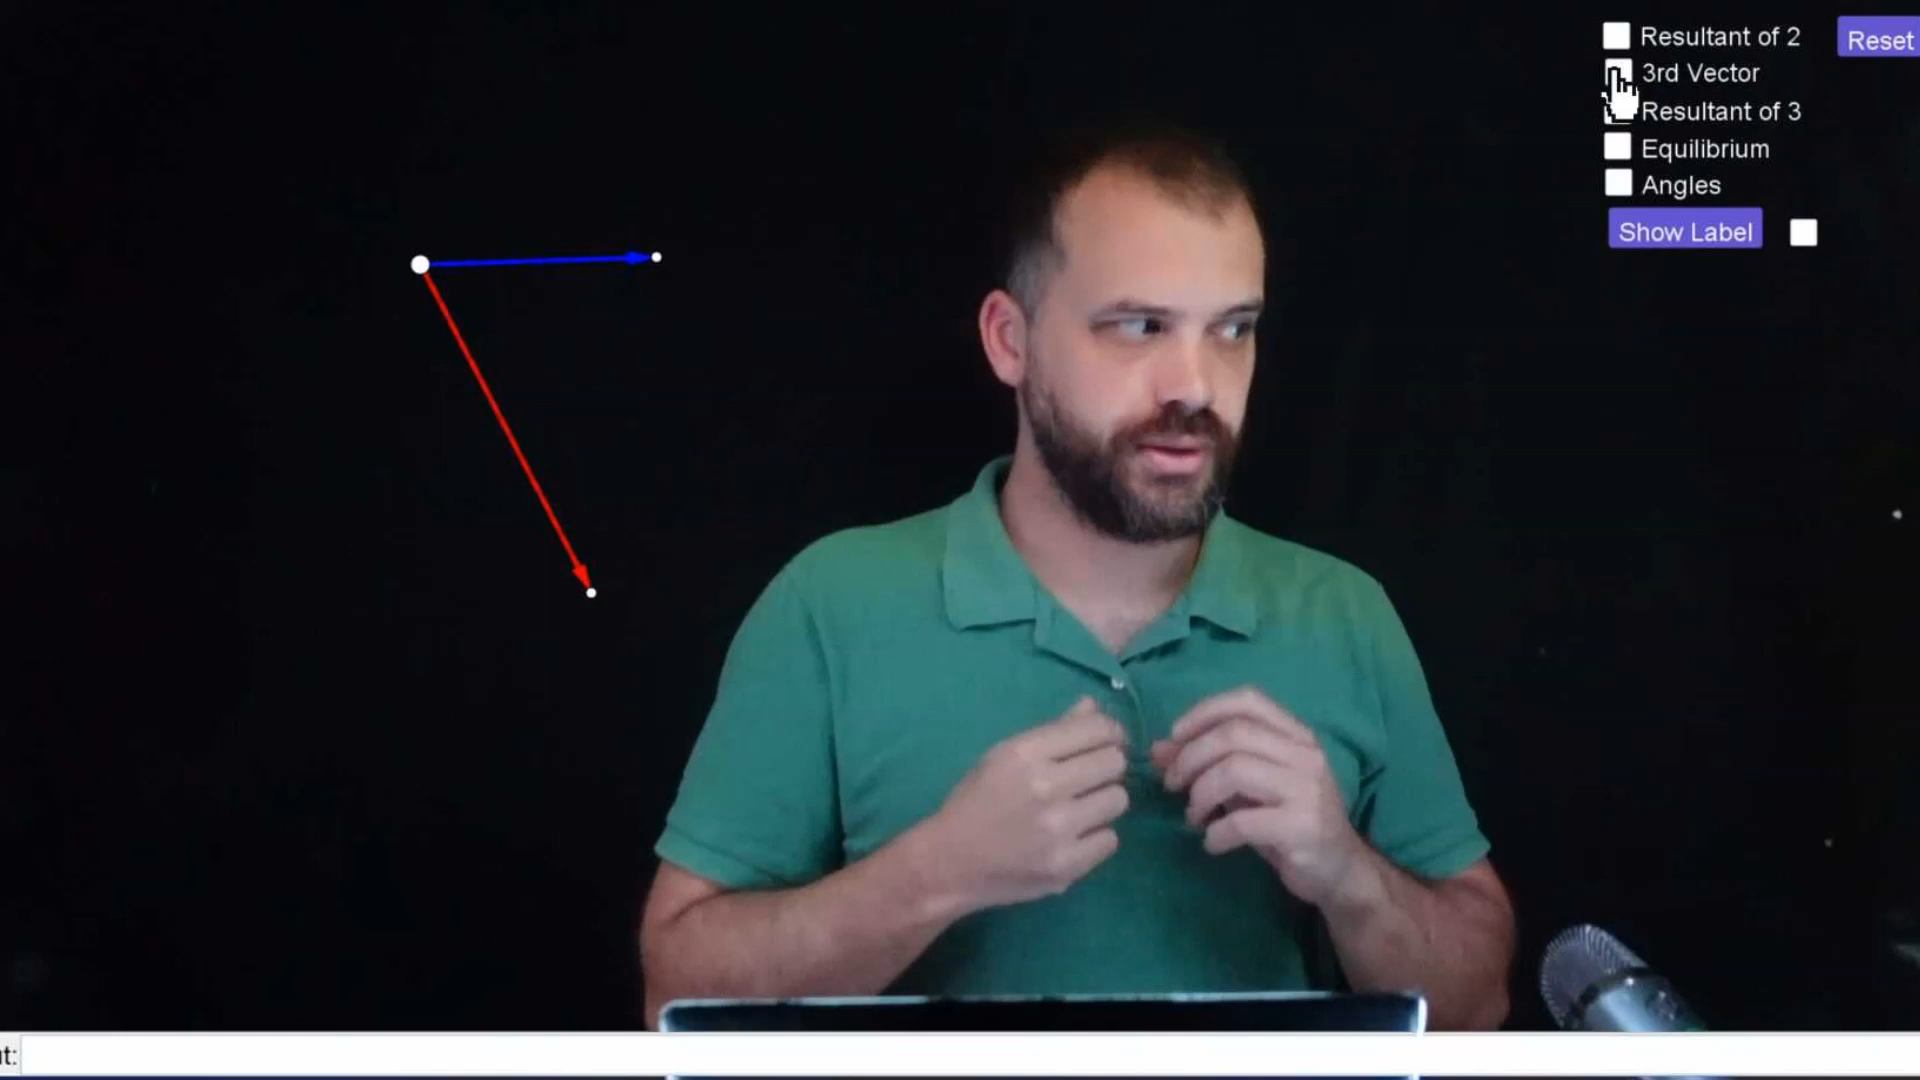 Resultant of 2
Reset
3rd Vector
Resultant of 3
Equilibrium
Angles
Show Label
t: